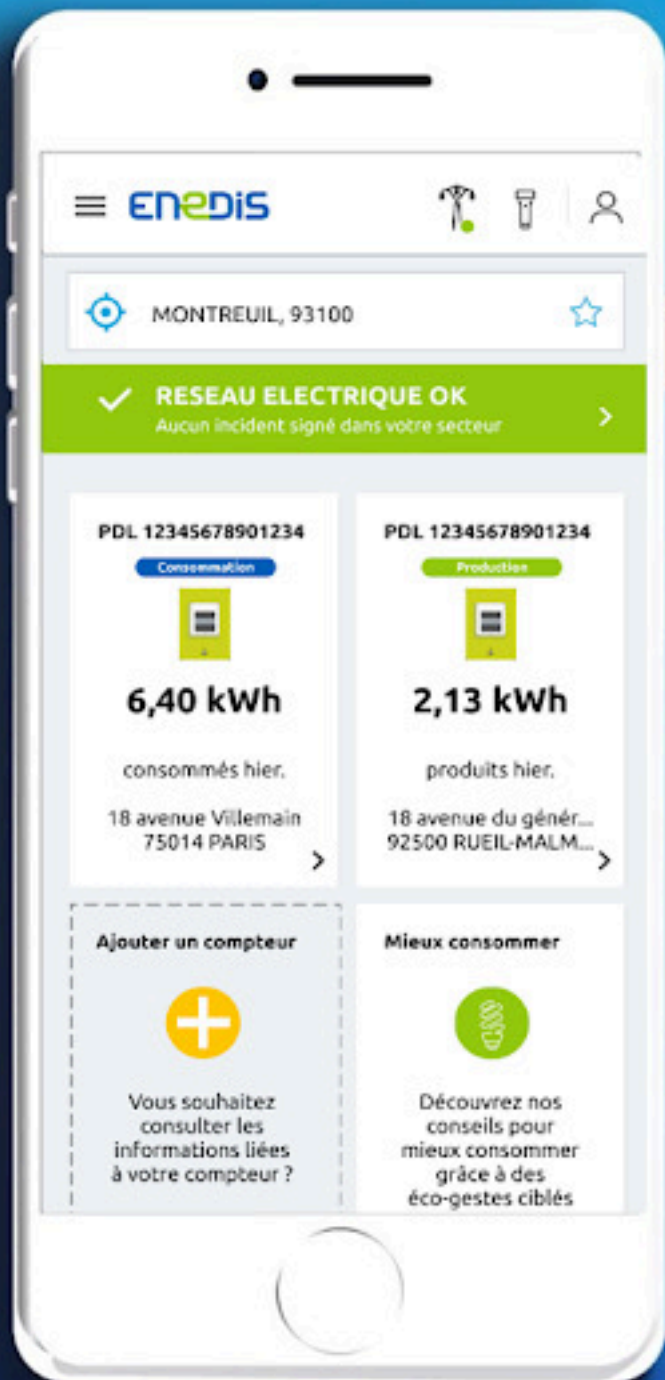 ENEDIS
MONTREUIL, 93100
RESEAU ELECTRIQUE OK
Aucun incident signé dans votre secteur
PDL 12345678901234
Consommation
6,40 kWh
consommés hier.
18 avenue Villemain
75014 PARIS
PDL 12345678901234
Production
2,13 kWh
produits hier.
18 avenue du génér...
92500 RUEIL-MALM...
Ajouter un compteur
Vous souhaitez
consulter les
informations liées
à votre compteur ?
Mieux consommer
Découvrez nos
conseils pour
mieux consommer
grâce à des
éco-gestes ciblés